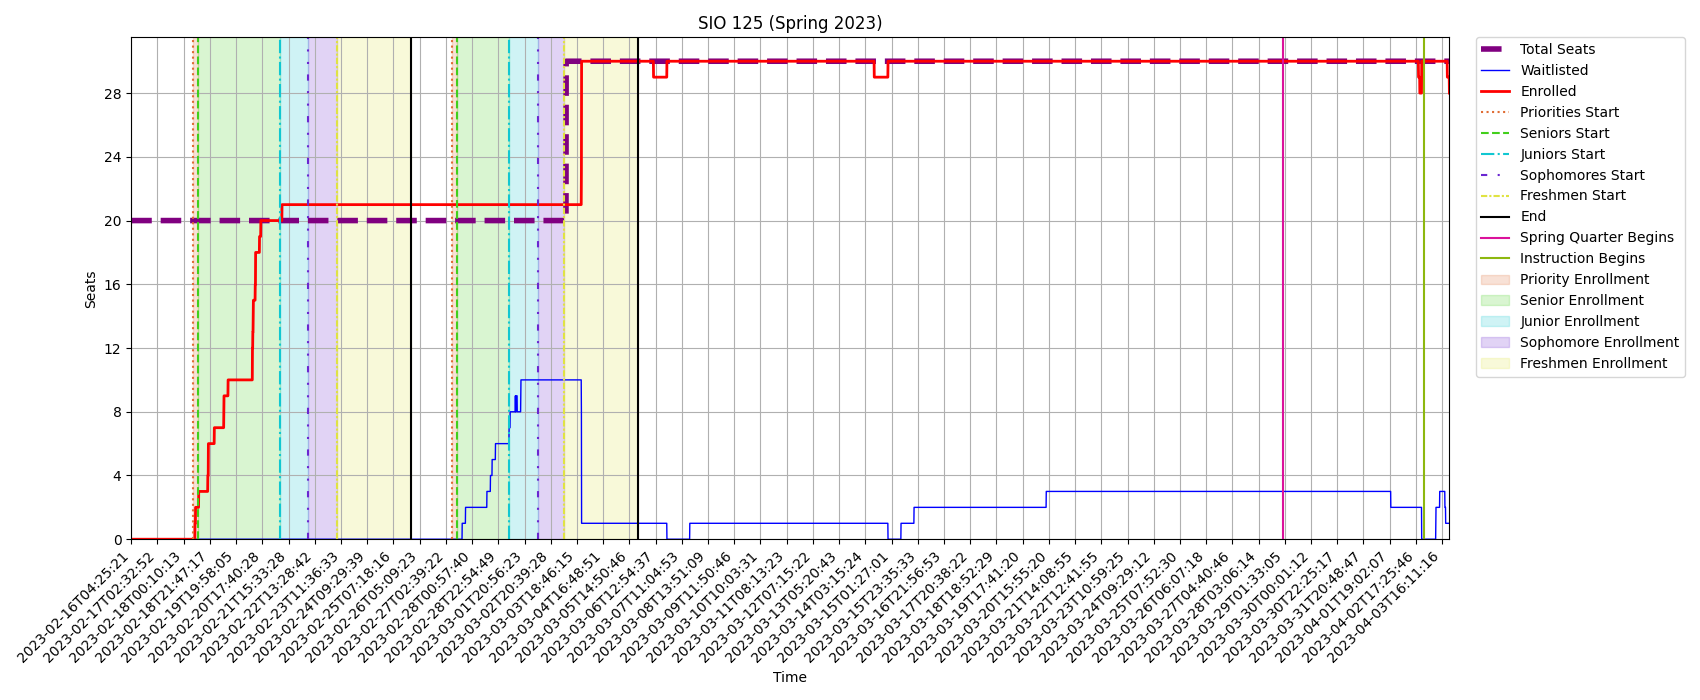 SIO 125 (Spring 2023)
Total Seats
Waitlisted
Enrolled
Priorities Start
Seniors Start
Juniors Start
Sophomores Start
Freshmen Start
End
Spring Quarter Begins
Instruction Begins
Priority Enrollment
Senior Enrollment
Junior Enrollment
Sophomore Enrollment
Freshmen Enrollment
Seats
28
24
20
16
12
8
4
0
2023-02-16T04:25:21
2023-02-17T02:32:52
2023-02-18T00:10:13
2023-02-18T21:47:17
2023-02-19T19:58:05
2023-02-20T17:40:28
2023-02-21T15:33:28
2023-02-22T13:28:42
2023-02-23T11:36:33
2023-02-24T09:29:39
2023-02-25T07:18:16
2023-02-26T05:09:23
2023-02-27T02:39:22
2023-02-28T00:57:40
2023-02-28T22:54:49
2023-03-01T20:56:23
2023-03-02T20:39:28
2023-03-03T18:46:15
2023-03-04T16:48:51
2023-03-05T14:50:46
2023-03-06T12:54:37
2023-03-07T11:04:53
2023-03-08T13:51:09
2023-03-09T11:50:46
2023-03-10T10:03:31
2023-03-11T08:13:23
2023-03-12T07:15:22
2023-03-13T05:20:43
2023-03-14T03:15:24
2023-03-15T01:27:01
2023-03-15T23:35:33
2023-03-16T21:56:53
2023-03-17T20:38:22
2023-03-18T18:52:29
2023-03-19T17:41:20
2023-03-20T15:55:20
2023-03-21T14:08:55
2023-03-22T12:41:55
2023-03-23T10:59:25
2023-03-24T09:29:12
2023-03-25T07:52:30
2023-03-26T06:07:18
2023-03-27T04:40:46
2023-03-28T03:06:14
2023-03-29T01:33:05
2023-03-30T00:01:12
2023-03-30T22:25:17
2023-03-31T20:48:47
2023-04-01T19:02:07
2023-04-02T17:25:46
2023-04-03T16:11:16
Time